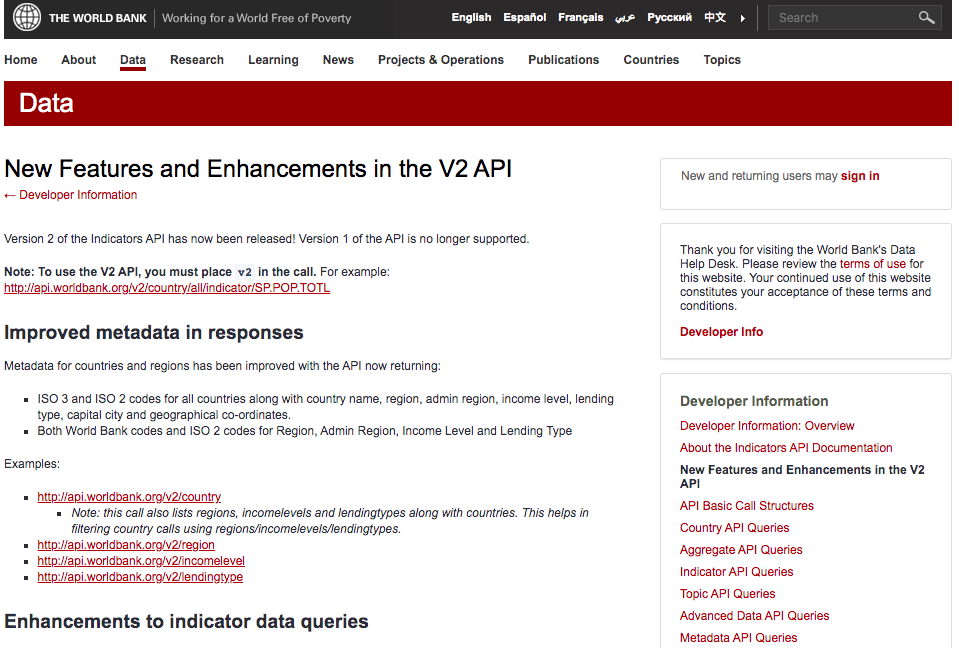 THE WORLD BANK
Working for a World Free of Poverty
English Español Français عربي Русский 中文
Search
Home About Data Research Learning News Projects & Operations Publications Countries Topics
Data
New Features and Enhancements in the V2 API
← Developer Information
Version 2 of the Indicators API has now been released! Version 1 of the API is no longer supported.
Note: To use the V2 API, you must place v2 in the call. For example:
http://api.worldbank.org/v2/country/all/indicator/SP.POP.TOTL
Improved metadata in responses
Metadata for countries and regions has been improved with the API now returning:
ISO 3 and ISO 2 codes for all countries along with country name, region, admin region, income level, lending
type, capital city and geographical co-ordinates.
Both World Bank codes and ISO 2 codes for Region, Admin Region, Income Level and Lending Type
Examples:
http://api.worldbank.org/v2/country
Note: this call also lists regions, incomelevels and lendingtypes along with countries. This helps in
filtering country calls using regions/incomelevels/lendingtypes.
http://api.worldbank.org/v2/region
http://api.worldbank.org/v2/incomelevel
http://api.worldbank.org/v2/lendingtype
Enhancements to indicator data queries
New and returning users may sign in
Thank you for visiting the World Bank's Data
Help Desk. Please review the terms of use for
this website. Your continued use of this website
constitutes your acceptance of these terms and
conditions.
Developer Info
Developer Information
Developer Information: Overview
About the Indicators API Documentation
New Features and Enhancements in the V2
API
API Basic Call Structures
Country API Queries
Aggregate API Queries
Indicator API Queries
Topic API Queries
Advanced Data API Queries
Metadata API Queries